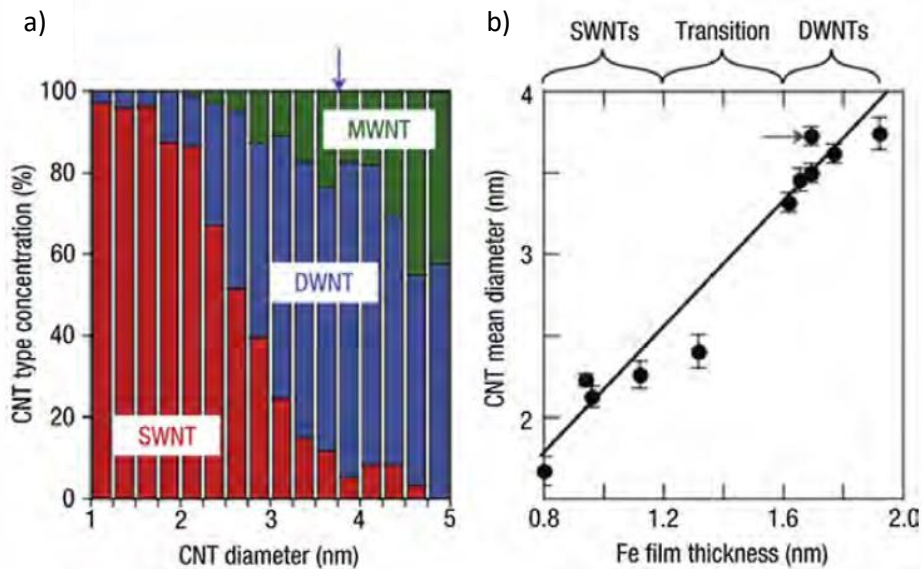 a)
CNT type concentration (%)
100
80
60
40
20
0
MWNT
DWNT
SWNT
1 2 3 4 5
CNT diameter (nm)
b)
SWNTs Transition DWNTs
CNT mean diameter (nm)
4
3
2
0.8 1.2 1.6 2.0
Fe film thickness (nm)